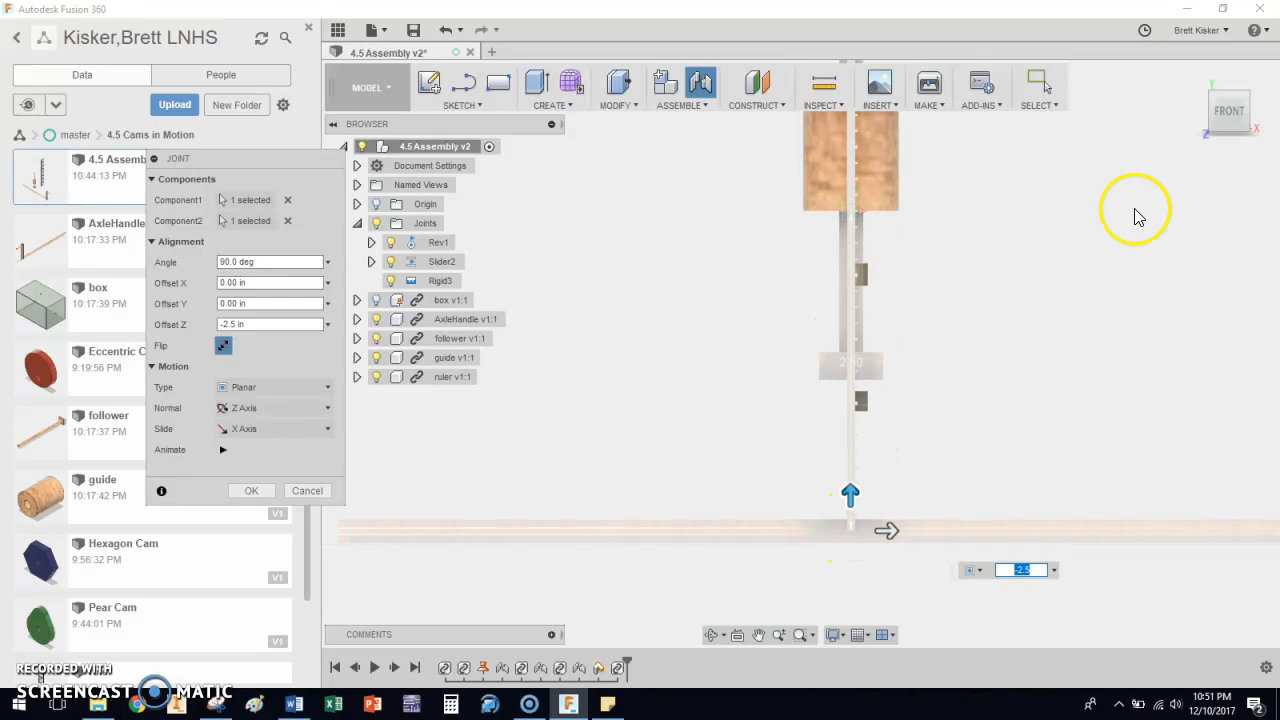 Autodesk Fusion 360
Kisker,Brett LNHS
Data
People
Upload
New Folder
master
4.5 Cams in Motion
4.5 Assemb
10:44:13 PM
AxleHandle
10:17:33 PM
box
10:17:39 PM
Eccentric C
9:19:56 PM
follower
10:17:37 PM
guide
10:17:42 PM
V1
Hexagon Cam
9:56:32 PM
V1
Pear Cam
9:44:01 PM
V1
JOINT
Components
Component1
1 selected
Component2
1 selected
Alignment
Angle
90.0 deg
Offset X
0.00 in
Offset Y
0.00 in
Offset Z
-2.5 in
Flip
Motion
Type
Planar
Normal
Z Axis
Slide
X Axis
Animate
OK
Cancel
4.5 Assembly v2*
Brett Kisker
MODEL
SKETCH
CREATE
MODIFY
ASSEMBLE
CONSTRUCT
INSPECT
INSERT
MAKE
ADD-INS
SELECT
BROWSER
4.5 Assembly v2
Document Settings
Named Views
Origin
Joints
Rev1
Slider2
Rigid3
box v1:1
AxleHandle v1:1
follower v1:1
guide v1:1
ruler v1:1
FRONT
Y
Z
X
2.50
-2.5
COMMENTS
RECORDED WITH
SCREENCAST MATIC
10:51 PM
12/10/2017
2